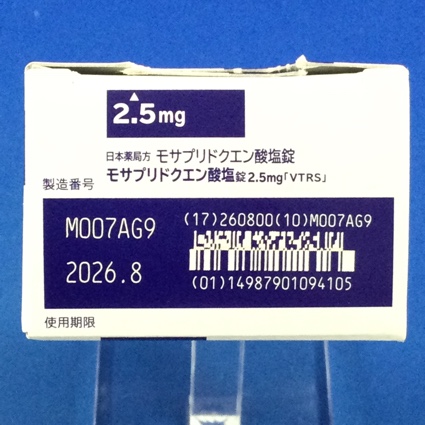 2.5mg
日本薬局方 モサプリドクエン酸塩錠
モサプリドクエン酸塩錠2.5mg「VTRS」
製造番号
M007AG9
(17)260800(10)M007AG9
2026.8
(01)14987901094105
使用期限